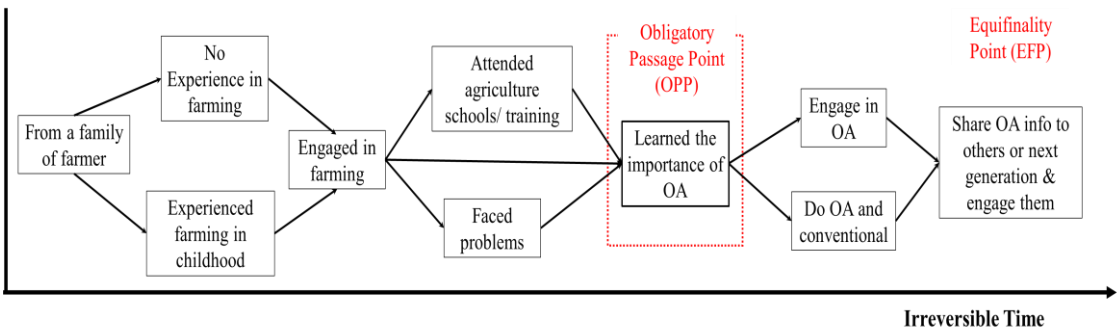 From a family
of farmer
No
Experience in
farming
Experienced
farming in
childhood
Engaged in
farming
Attended
agriculture
schools/ training
Faced
problems
Obligatory
Passage Point
(OPP)
Learned the
importance of
OA
Engage in
OA
Do OA and
conventional
Equifinality
Point (EFP)
Share OA info to
others or next
generation &
engage them
Irreversible Time